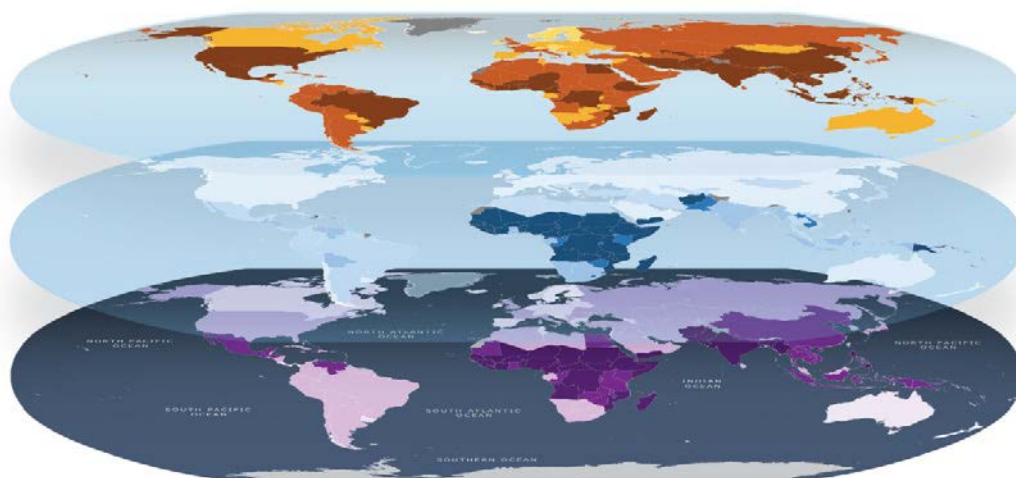 NORTH PACIFIC
OCEAN
NORTH ATLANTIC
OCEAN
NORTH PACIFIC
OCEAN
INDIAN
OCEAN
SOUTH PACIFIC
OCEAN
SOUTH ATLANTIC
OCEAN
SOUTHERN OCEAN